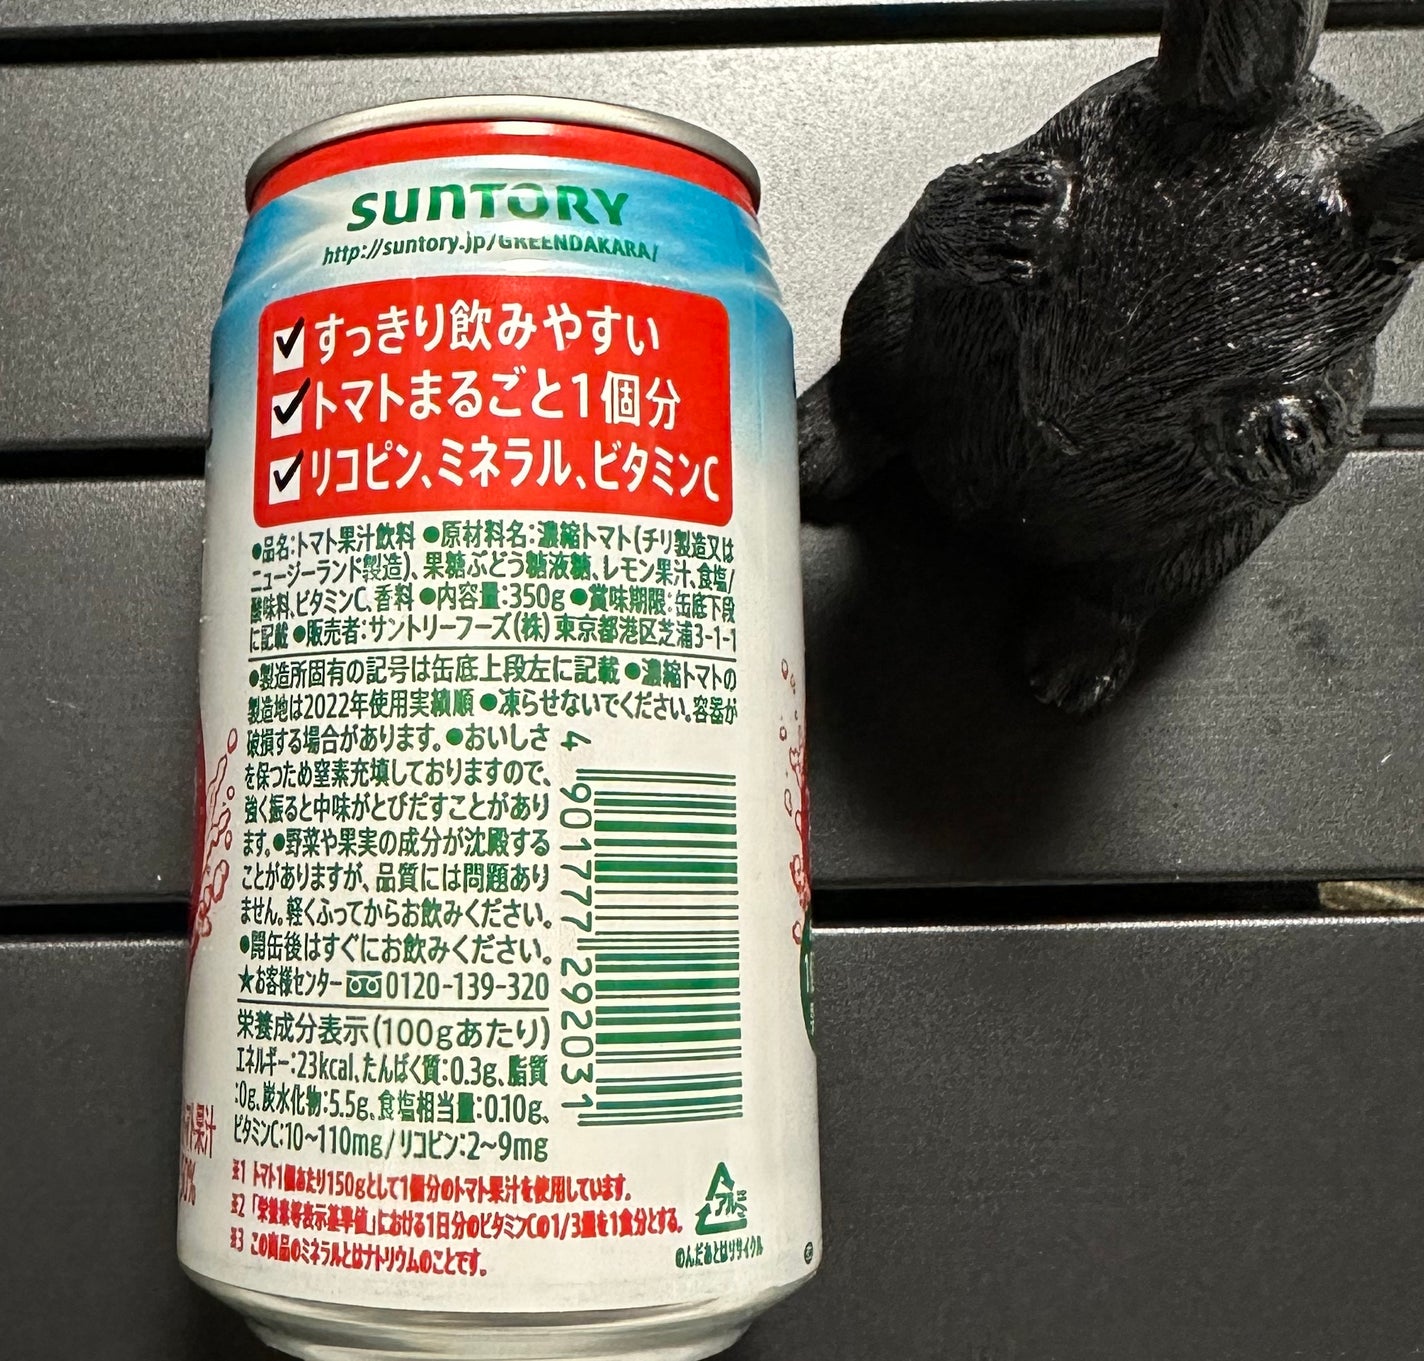 SUNTORY
http://suntory.jp/GREENDAKARA/
すっきり飲みやすい
トマトまるごと1個分
リコピン、ミネラル、ビタミンC
●品名:トマト果汁飲料 ●原材料名:濃縮トマト(チリ製造又は
ニュージーランド製造)、果糖ぶどう糖液糖、レモン果汁、食塩/
酸味料、ビタミンC、香料 ●内容量:350g ●賞味期限:缶底下段
に記載 ●販売者:サントリーフーズ(株) 東京都港区芝浦3-1-1
●製造所固有の記号は缶底上段左に記載 ●濃縮トマトの
製造地は2022年使用実績順 ●凍らせないでください。容器が
破損する場合があります。●おいしさ
を保つため窒素充填しておりますので、
強く振ると中味がとびだすことがあり
ます。●野菜や果実の成分が沈殿する
ことがありますが、品質には問題あり
ません。軽くふってからお飲みください。
●開缶後はすぐにお飲みください。
★お客様センター 0120-139-320
栄養成分表示(100gあたり)
エネルギー:23kcal、たんぱく質:0.3g、脂質
:0g、炭水化物:5.5g、食塩相当量:0.10g、
ビタミンC:10~110mg/リコピン:2~9mg
※1 トマト1個あたり150gとして1個分のトマト果汁を使用しています。
※2 「栄養素等表示基準値」における1日分のビタミンCの1/3量を1食分とする。
※3 この商品のミネラルとはナトリウムのことです。
4 901777 292031
アルミ
のんだあとはリサイクル
果汁